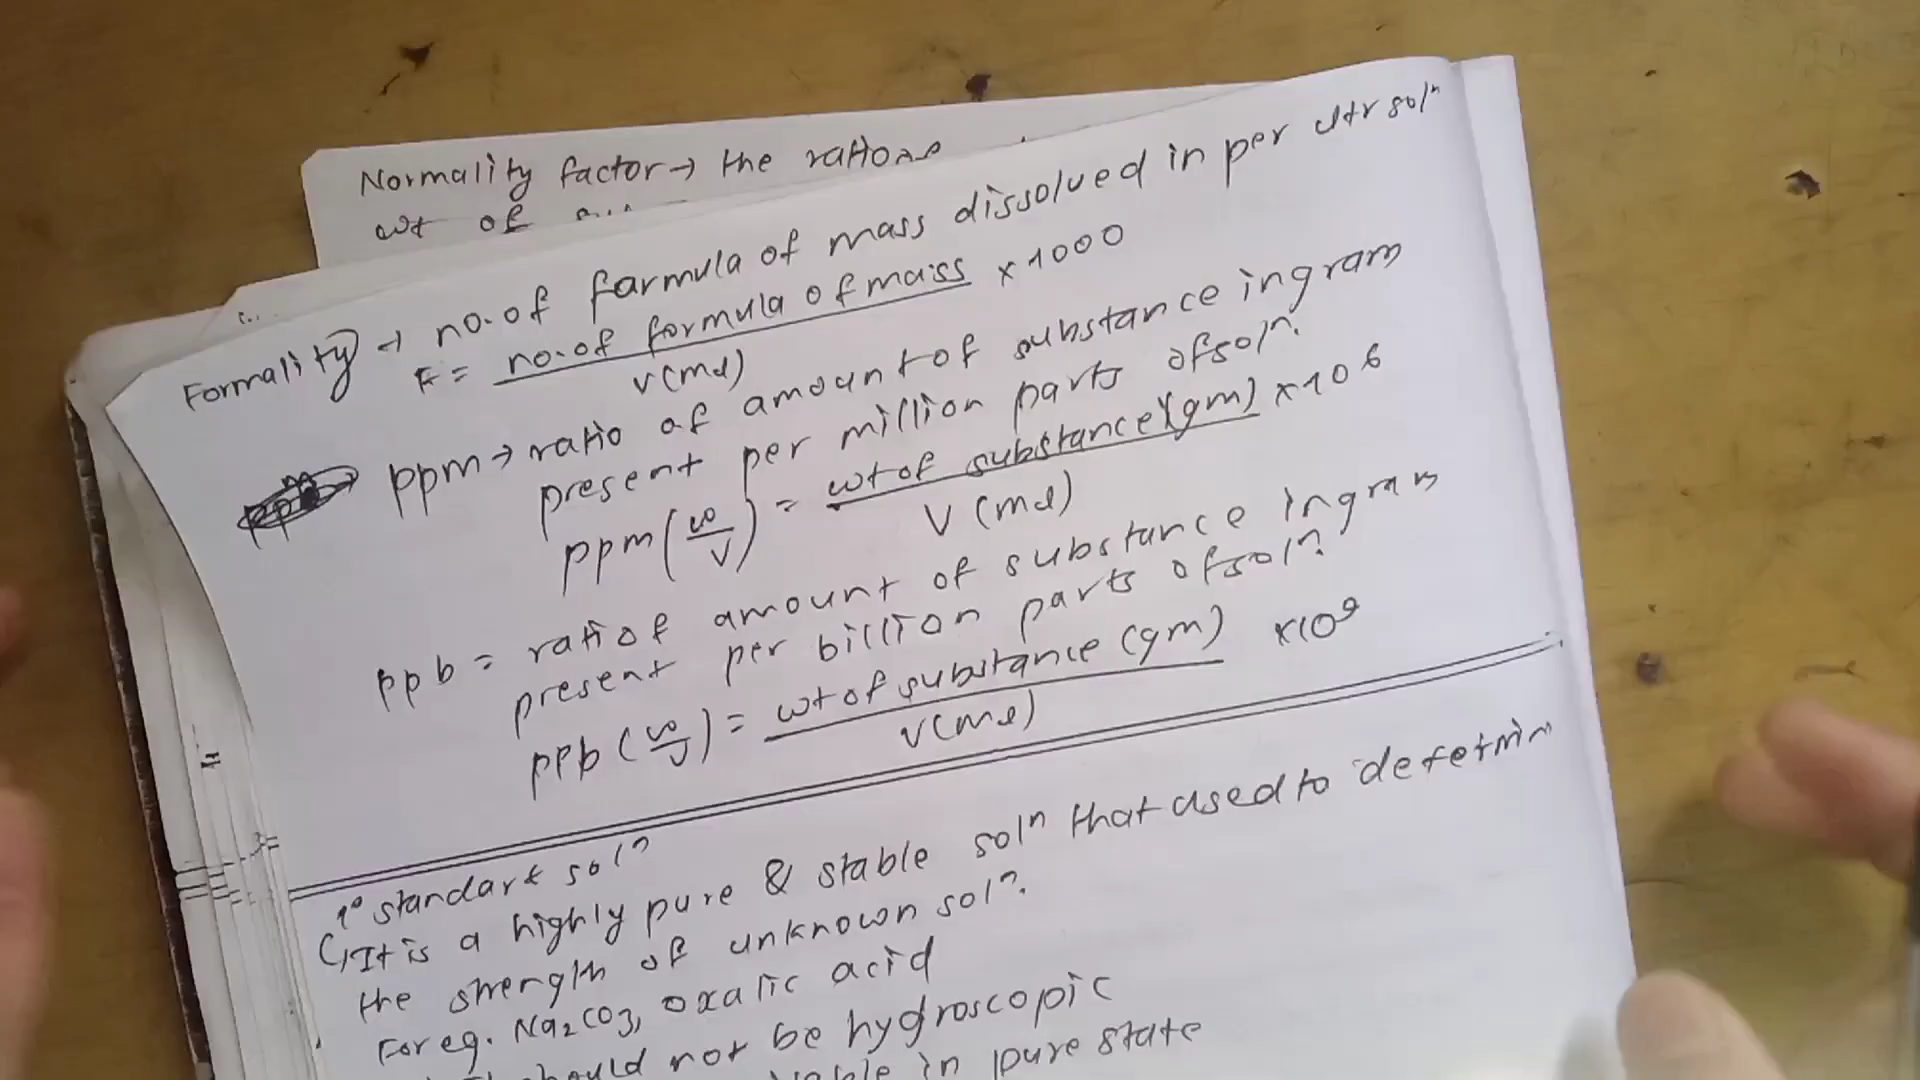 Normality factor → the ratio of
wt of
Formality → no. of farmula of mass dissolved in per ltr solⁿ
F = no. of formula of mass × 1000
V(ml)
ppm → ratio of amount of substance in gram
present per million parts of solⁿ.
ppm (w/v) = wt of substance (gm) × 10⁶
V (ml)
ppb = ratio of amount of substance in gram
present per billion parts of solⁿ.
ppb (w/v) = wt of substance (gm) × 10⁹
V(ml)
1° standark solⁿ
It is a highly pure & stable solⁿ that used to determin
the strength of unknown solⁿ.
For eg. Na₂CO₃, oxalic acid
should not be hygroscopic
in pure state